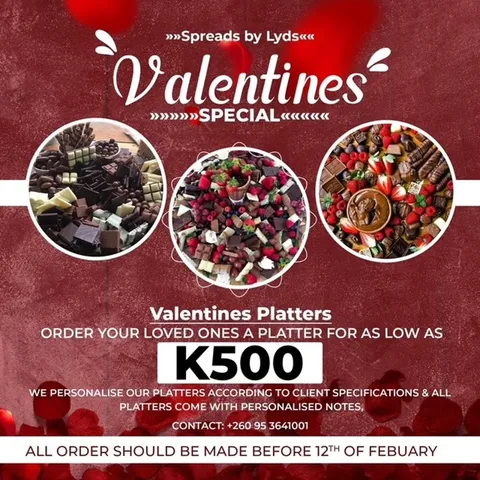 »»Spreads by Lyds««
Valentines
»»»»»SPECIAL«««««
Valentines Platters
ORDER YOUR LOVED ONES A PLATTER FOR AS LOW AS
K500
WE PERSONALISE OUR PLATTERS ACCORDING TO CLIENT SPECIFICATIONS & ALL
PLATTERS COME WITH PERSONALISED NOTES,
CONTACT: +260 95 3641001
ALL ORDER SHOULD BE MADE BEFORE 12TH OF FEBUARY